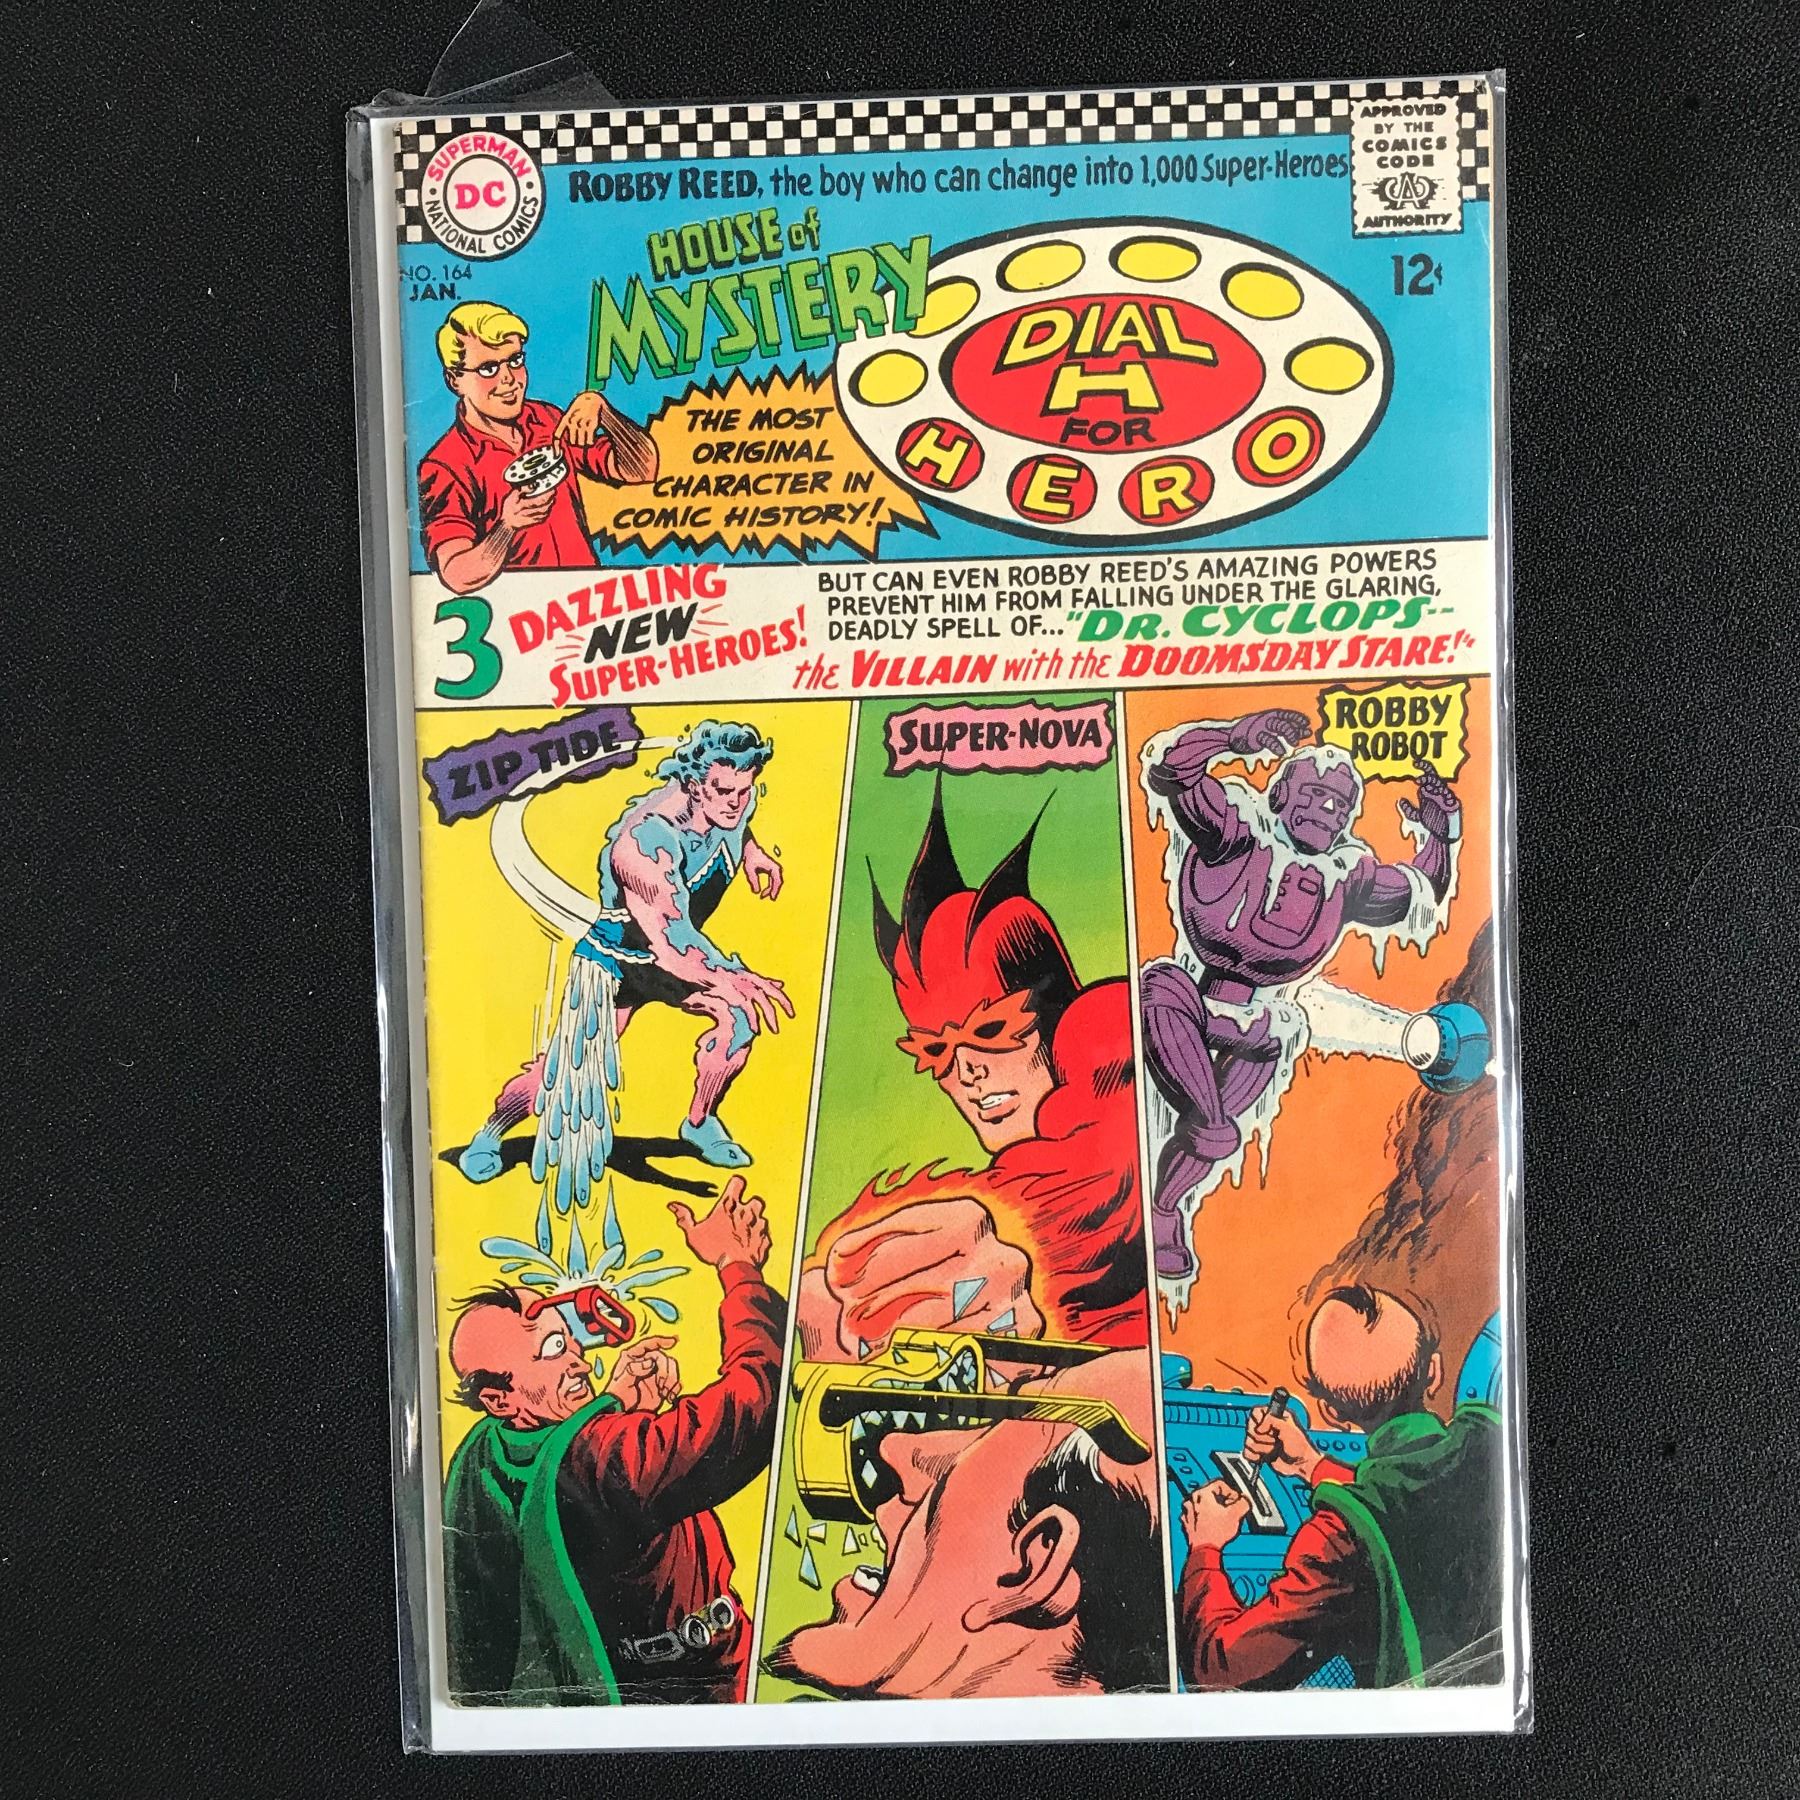 SUPERMAN
DC
NATIONAL COMICS
NO. 164
JAN.
ROBBY REED, the boy who can change into 1,000 Super-Heroes
APPROVED
BY THE
COMICS
CODE
CA
AUTHORITY
12¢
HOUSE of
MYSTERY
DIAL
H
FOR
HERO
THE MOST
ORIGINAL
CHARACTER IN
COMIC HISTORY!
3 DAZZLING
NEW
SUPER-HEROES!
BUT CAN EVEN ROBBY REED'S AMAZING POWERS
PREVENT HIM FROM FALLING UNDER THE GLARING,
DEADLY SPELL OF... "DR. CYCLOPS--
the VILLAIN with the DOOMSDAY STARE!"
ZIP TIDE
SUPER-NOVA
ROBBY
ROBOT